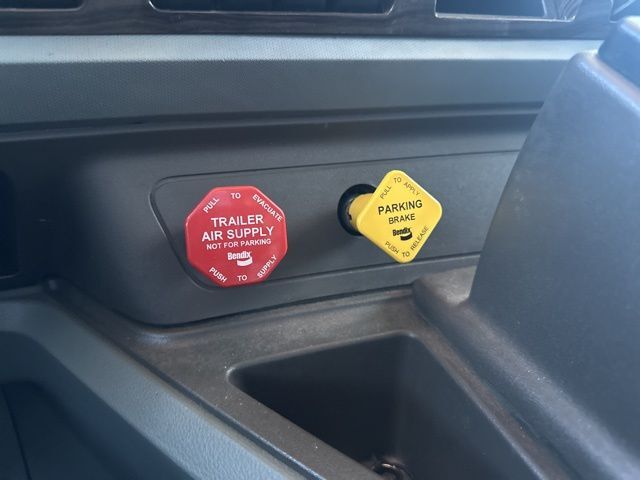 PULL TO EVACUATE
TRAILER
AIR SUPPLY
NOT FOR PARKING
Bendix
PUSH TO SUPPLY
PULL TO APPLY
PARKING
BRAKE
Bendix
PUSH TO RELEASE